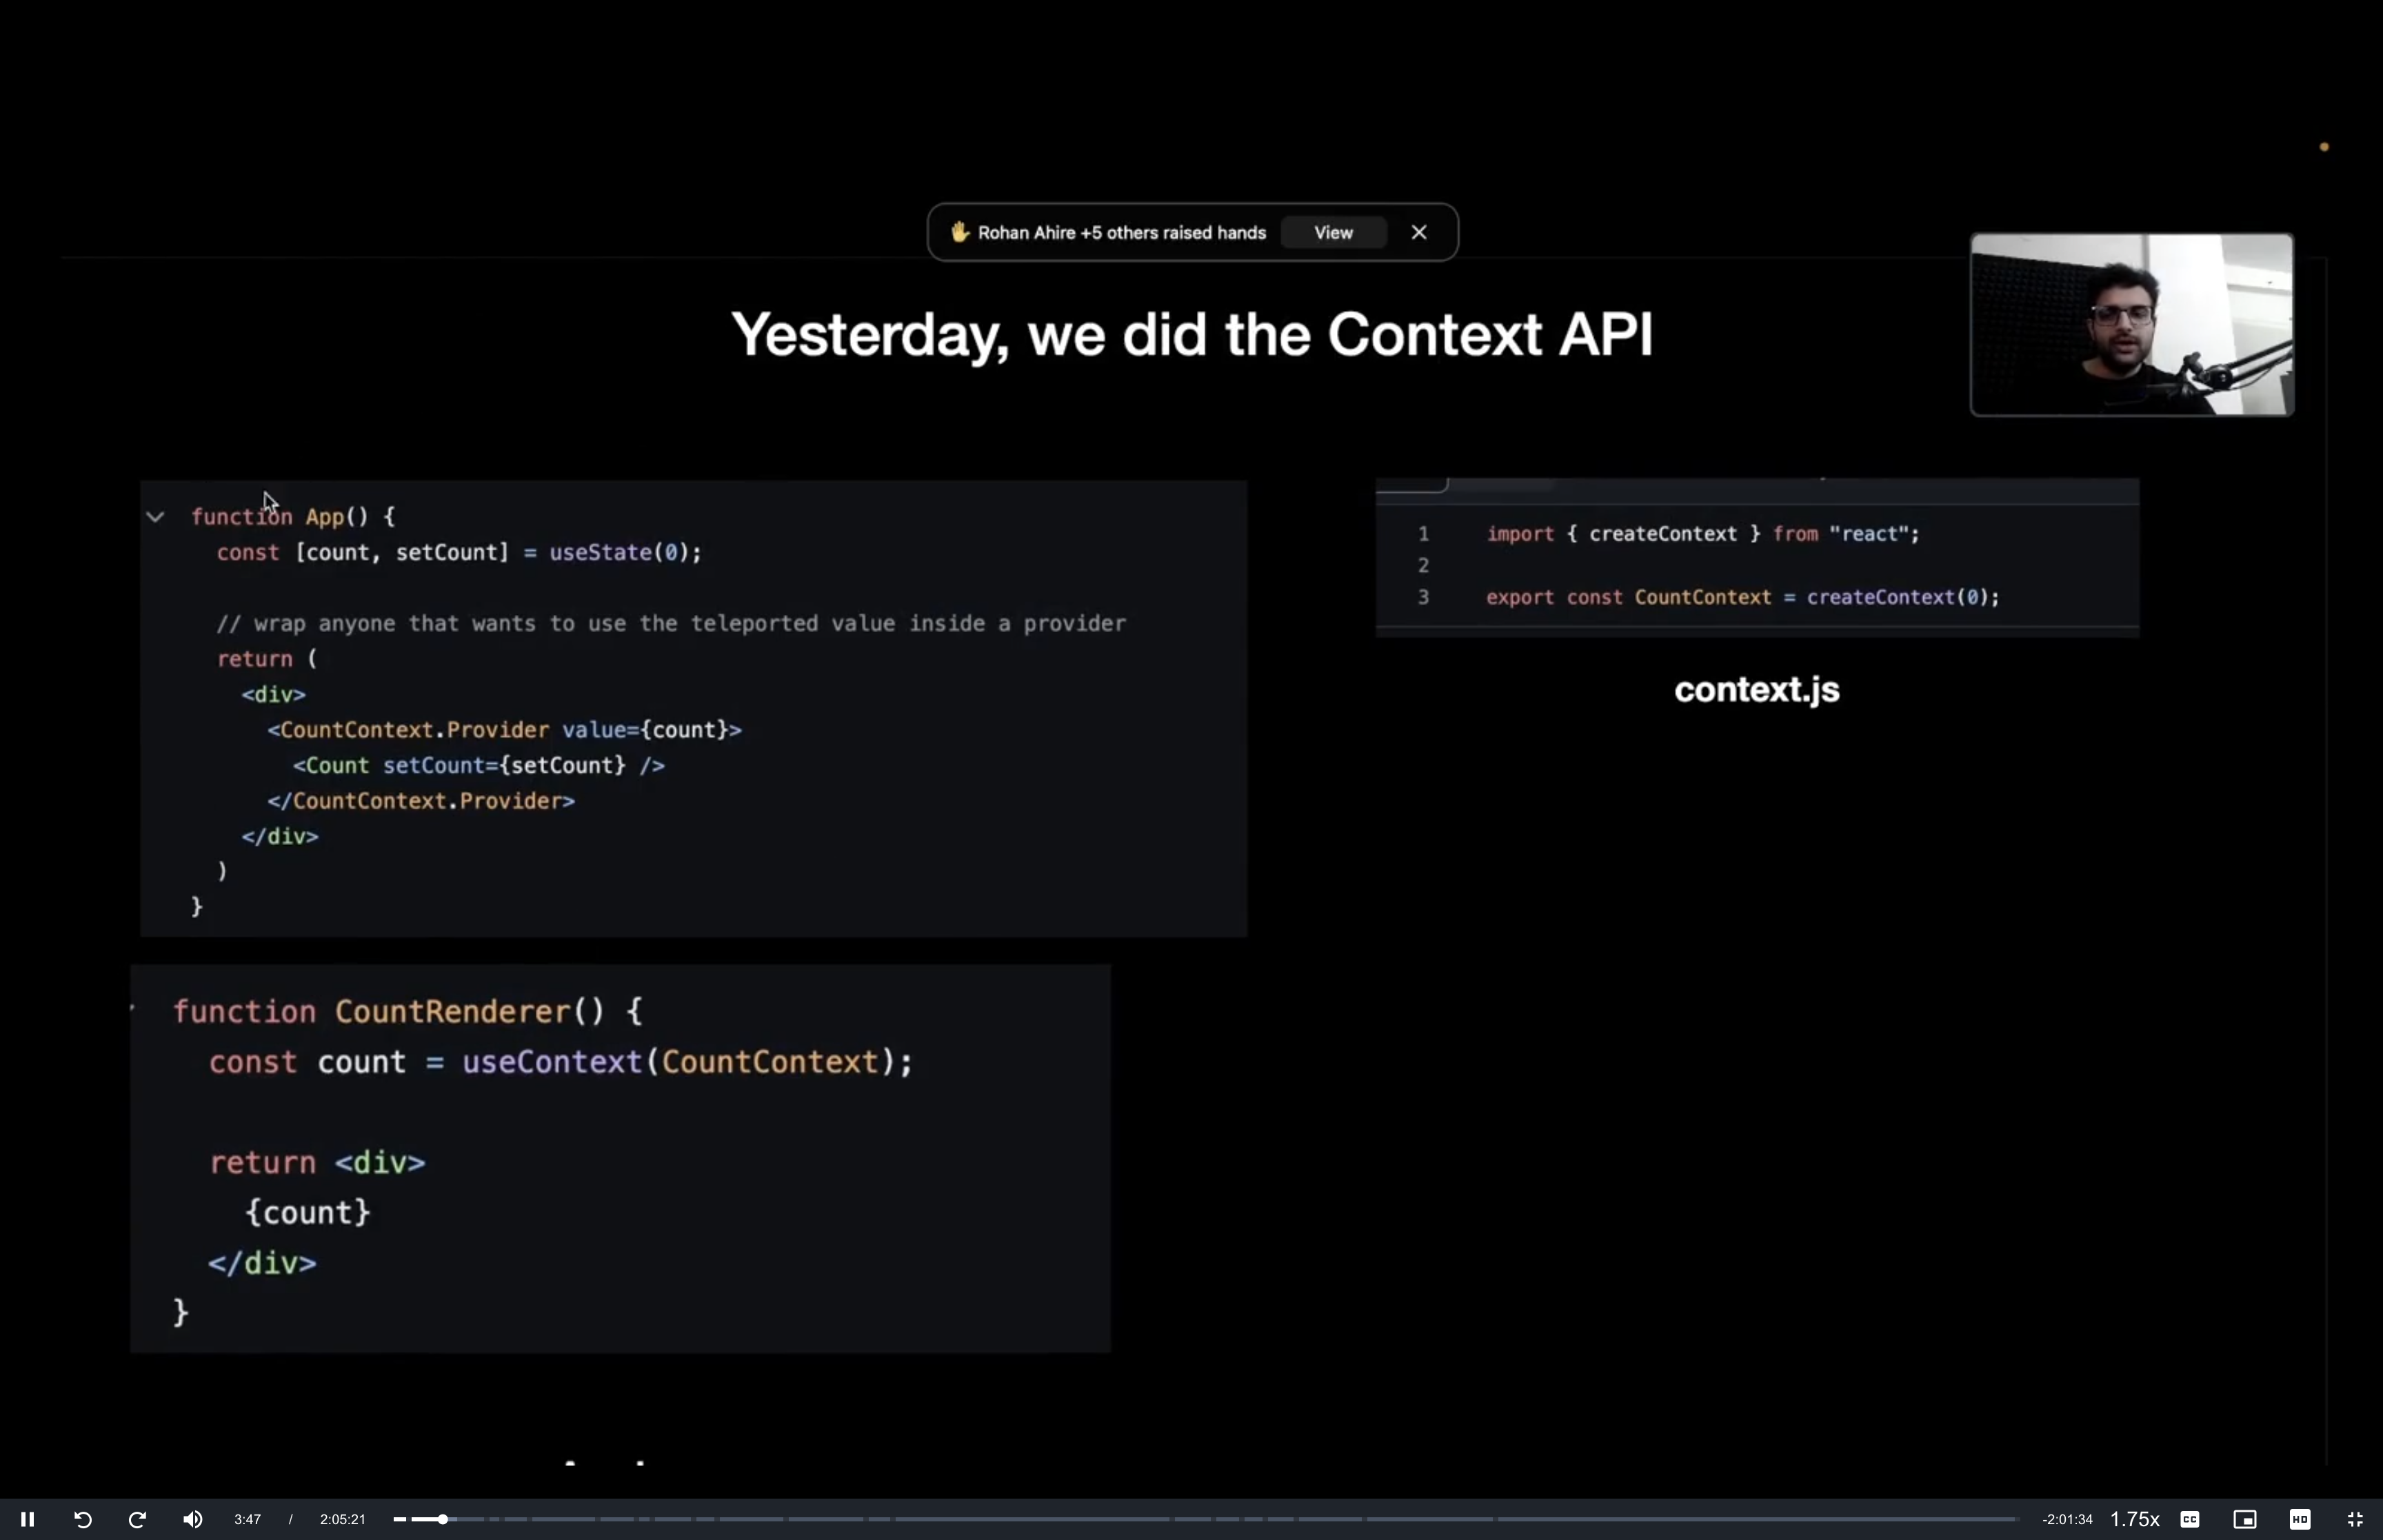 Rohan Ahire +5 others raised hands View
Yesterday, we did the Context API
function App() {
const [count, setCount] = useState(0);
// wrap anyone that wants to use the teleported value inside a provider
return (
<div>
<CountContext.Provider value={count}>
<Count setCount={setCount} />
</CountContext.Provider>
</div>
)
}
1 import { createContext } from "react";
2
3 export const CountContext = createContext(0);
context.js
function CountRenderer() {
const count = useContext(CountContext);
return <div>
{count}
</div>
}
3:47 / 2:05:21 -2:01:34 1.75x CC HD